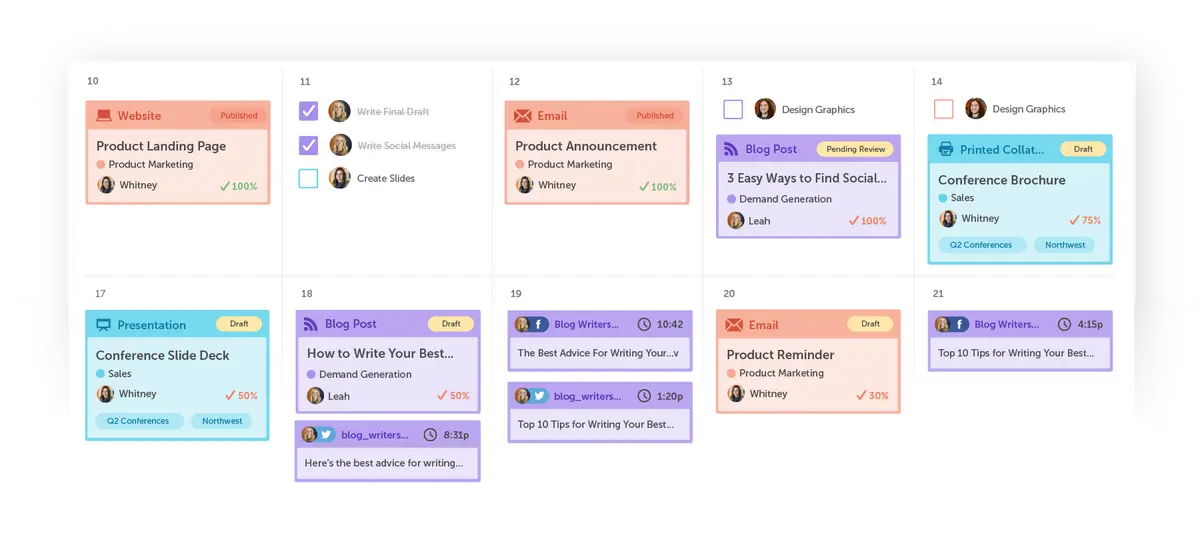 10
Website Published
Product Landing Page
Product Marketing
Whitney 100%
11
Write Final Draft
Write Social Messages
Create Slides
12
Email Published
Product Announcement
Product Marketing
Whitney 100%
13
Design Graphics
Blog Post Pending Review
3 Easy Ways to Find Social...
Demand Generation
Leah 100%
14
Design Graphics
Printed Collat... Draft
Conference Brochure
Sales
Whitney 75%
Q2 Conferences Northwest
17
Presentation Draft
Conference Slide Deck
Sales
Whitney 50%
Q2 Conferences Northwest
18
Blog Post Draft
How to Write Your Best...
Demand Generation
Leah 50%
blog_writers... 8:31p
Here's the best advice for writing...
19
Blog Writers... 10:42
The Best Advice For Writing Your...v
blog_writers... 1:20p
Top 10 Tips for Writing Your Best...
20
Email Draft
Product Reminder
Product Marketing
Whitney 30%
21
Blog Writers... 4:15p
Top 10 Tips for Writing Your Best...